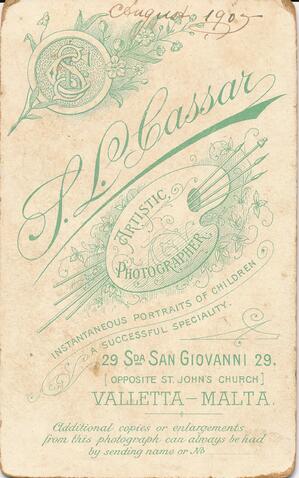 August 1905
S. L. Cassar
ARTISTIC.
PHOTOGRAPHER.
INSTANTANEOUS PORTRAITS OF CHILDREN
A SUCCESSFUL SPECIALITY.
29 SDA SAN GIOVANNI 29.
[OPPOSITE ST. JOHN'S CHURCH]
VALLETTA-MALTA.
Additional copies or enlargements
from this photograph can always be had
by sending name or No